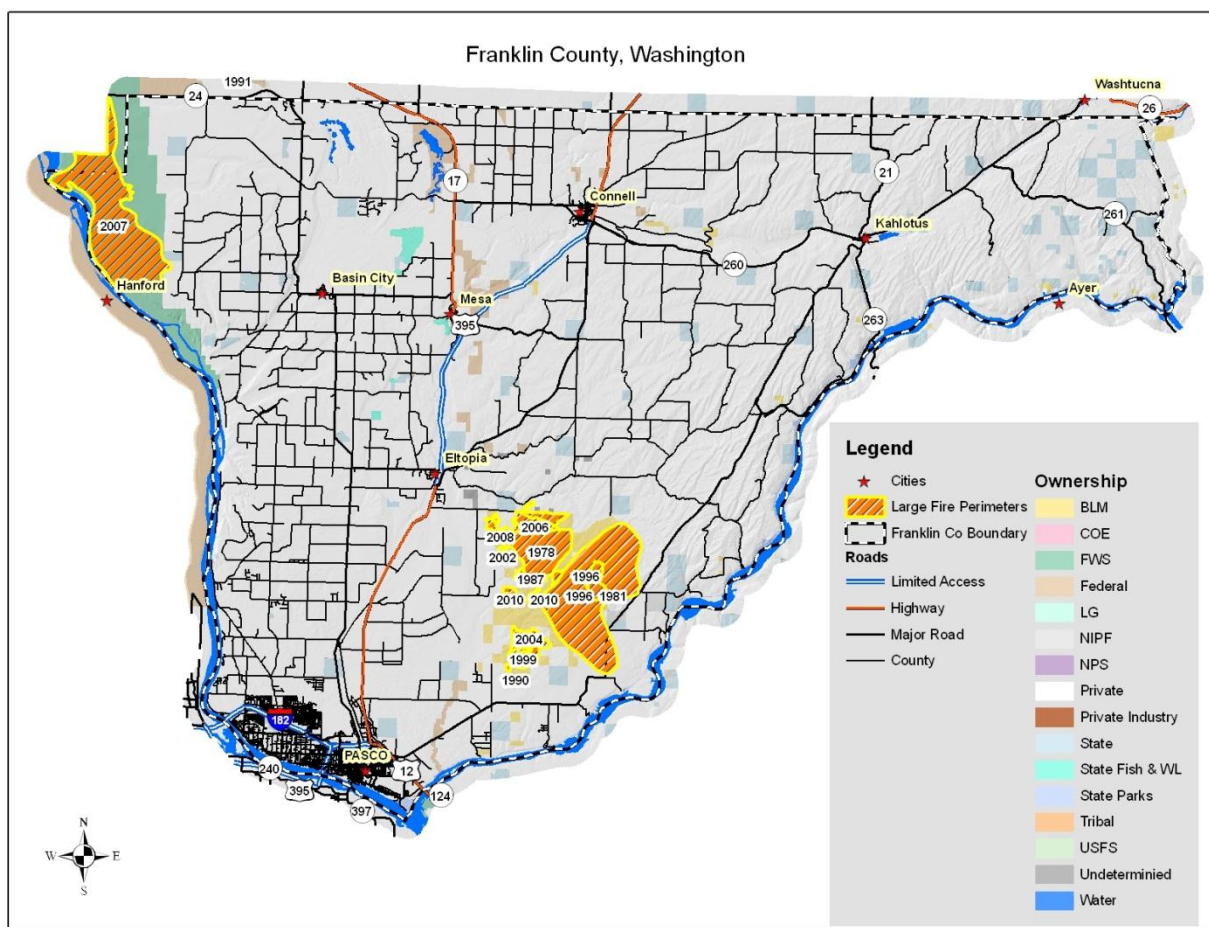 Franklin County, Washington
1991
24
Washtucna
26
17
21
Connell
2007
Kahlotus
261
260
Hanford
Basin City
Mesa
395
Ayer
263
Eltopia
2006
2008
1978
2002
1987
1996
2010
2010
1996
1981
2004
1999
1990
182
PASCO
12
240
395
397
124
N
W
E
S
Legend
Cities
Large Fire Perimeters
Franklin Co Boundary
Roads
Limited Access
Highway
Major Road
County
Ownership
BLM
COE
FWS
Federal
LG
NIPF
NPS
Private
Private Industry
State
State Fish & WL
State Parks
Tribal
USFS
Undeterminied
Water